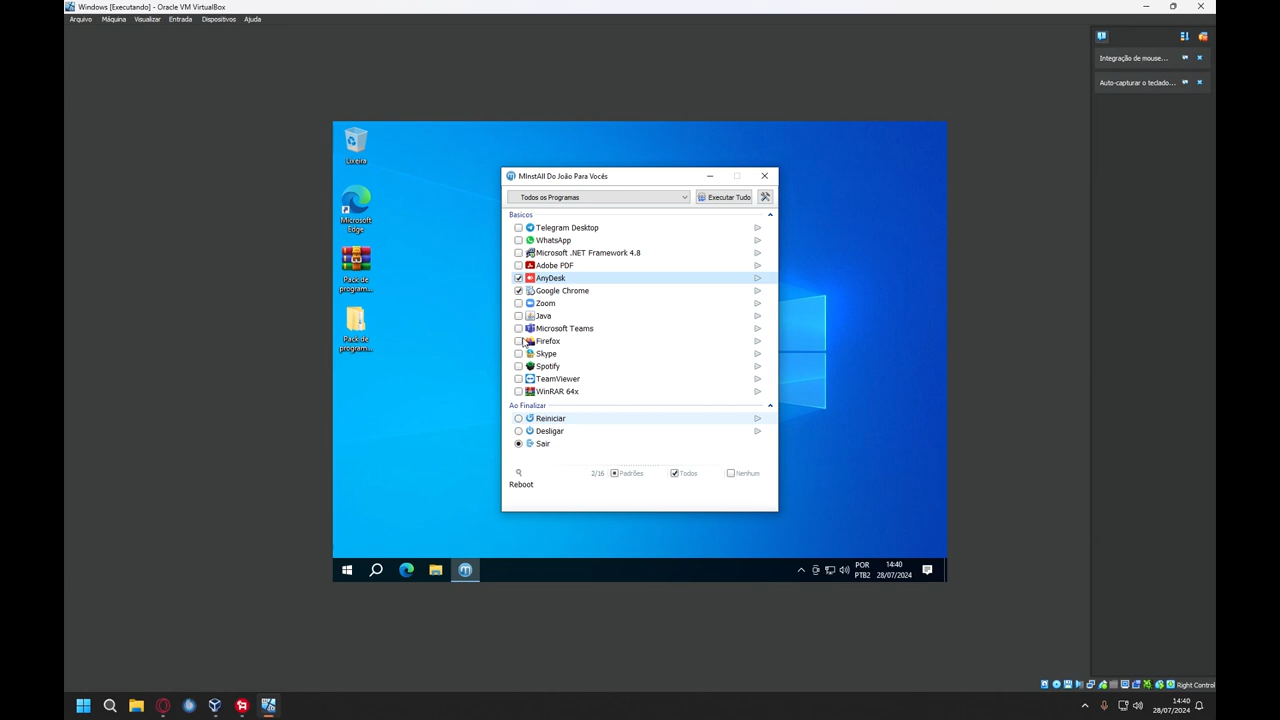 Windows [Executando] - Oracle VM VirtualBox
Arquivo Máquina Visualizar Entrada Dispositivos Ajuda
Integração de mouse...
Auto-capturar o teclado...
Lixeira
Microsoft
Edge
Pack de
program...
Pack de
program...
MInstAll Do João Para Vocês
Todos os Programas
Executar Tudo
Basicos
Telegram Desktop
WhatsApp
Microsoft .NET Framework 4.8
Adobe PDF
AnyDesk
Google Chrome
Zoom
Java
Microsoft Teams
Firefox
Skype
Spotify
TeamViewer
WinRAR 64x
Ao Finalizar
Reiniciar
Desligar
Sair
2/16 Padrões Todos Nenhum
Reboot
POR
PTB2
14:40
28/07/2024
Right Control
14:40
28/07/2024